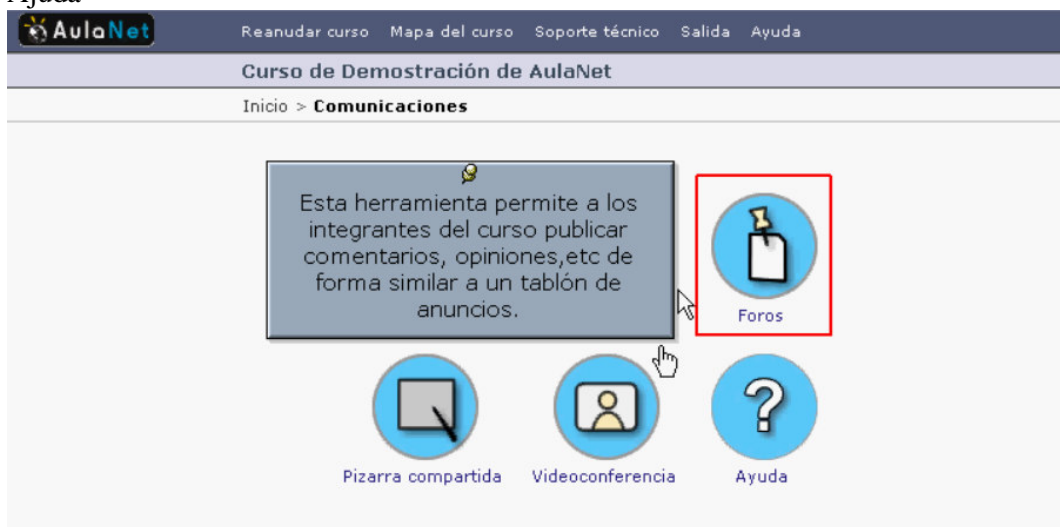 Ajuda
AulaNet
Reanudar curso Mapa del curso Soporte técnico Salida Ayuda
Curso de Demostración de AulaNet
Inicio > Comunicaciones
Esta herramienta permite a los
integrantes del curso publicar
comentarios, opiniones,etc de
forma similar a un tablón de
anuncios.
Foros
Pizarra compartida Videoconferencia Ayuda